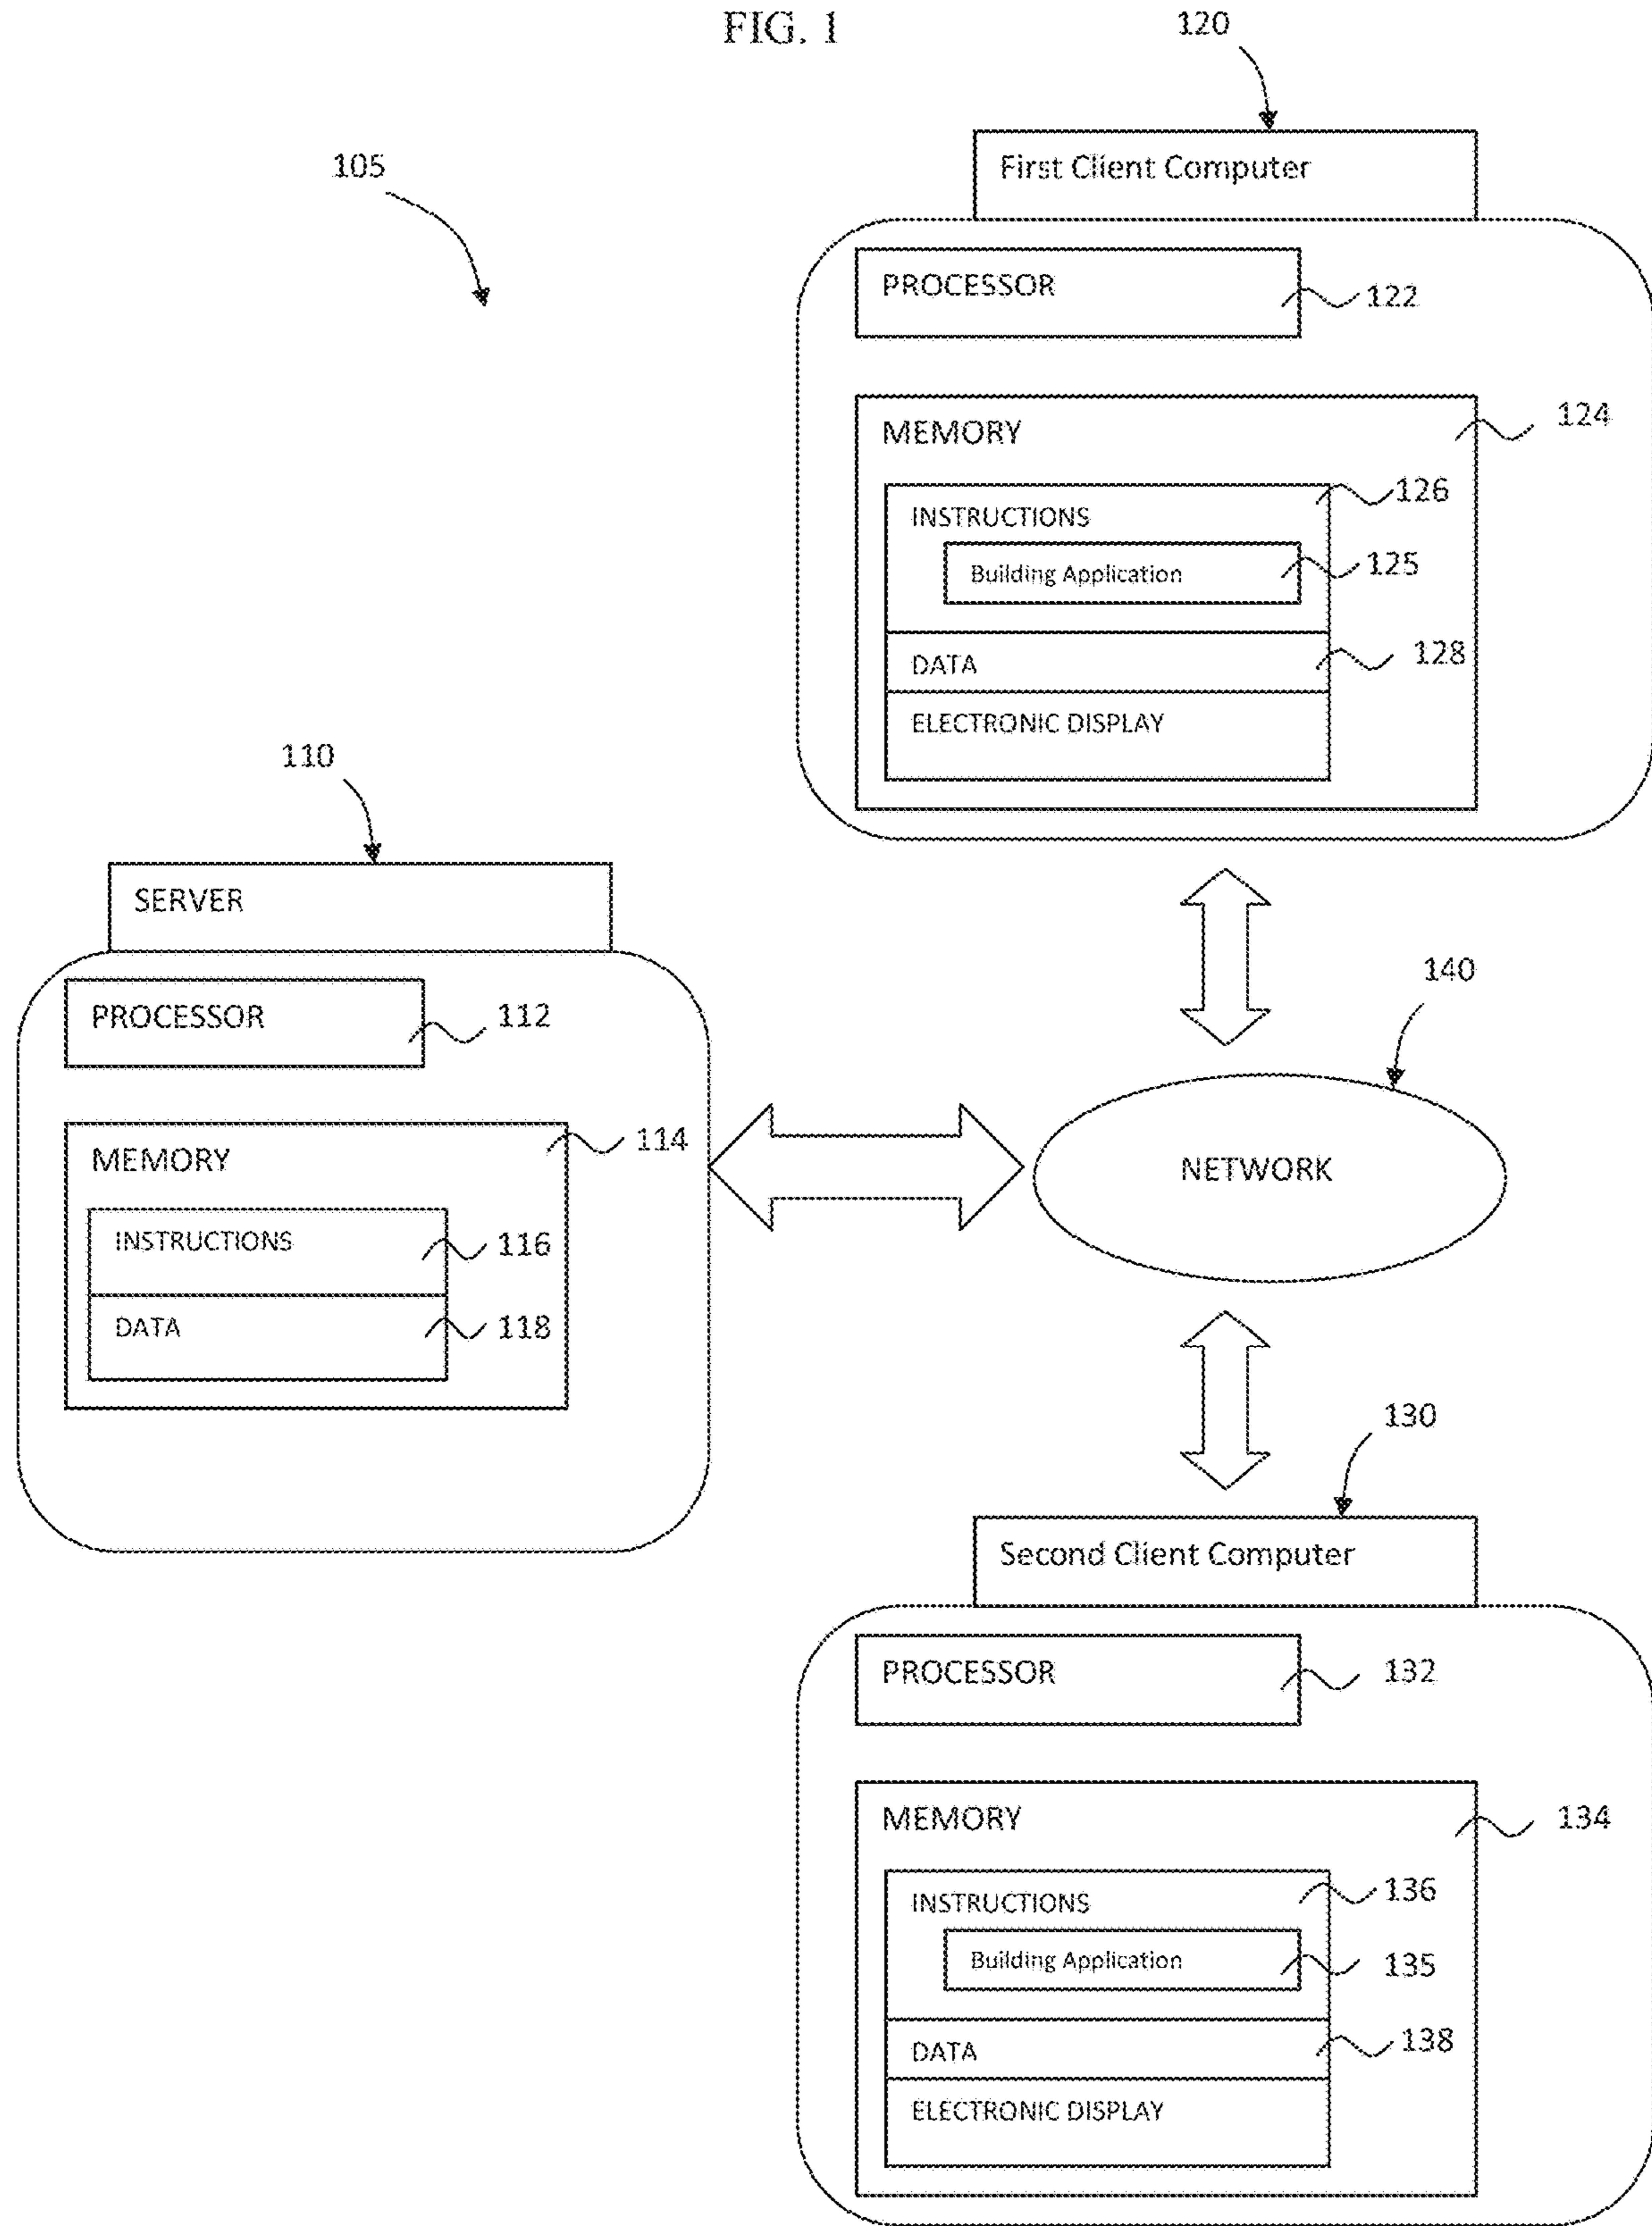 FIG. 1
120
105
First Client Computer
PROCESSOR
122
MEMORY
124
INSTRUCTIONS
126
Building Application
125
DATA
128
ELECTRONIC DISPLAY
110
SERVER
PROCESSOR
112
MEMORY
114
INSTRUCTIONS
116
DATA
118
140
NETWORK
130
Second Client Computer
PROCESSOR
132
MEMORY
134
INSTRUCTIONS
136
Building Application
135
DATA
138
ELECTRONIC DISPLAY